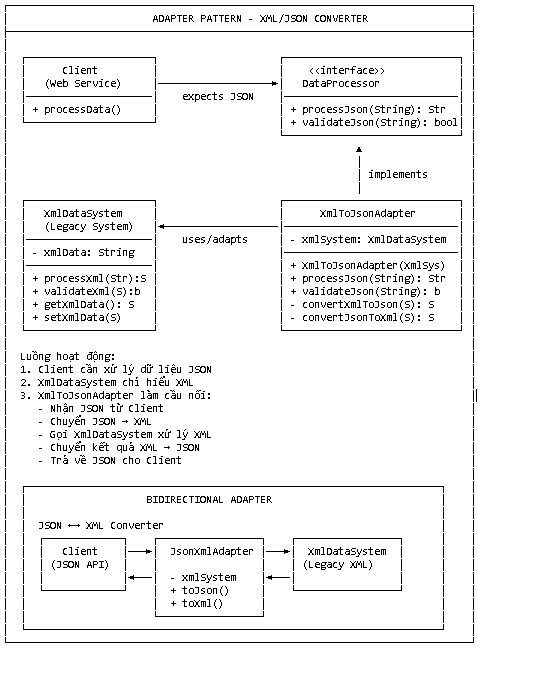 ADAPTER PATTERN - XML/JSON CONVERTER
Client
(Web Service)
+ processData()
expects JSON
<<interface>>
DataProcessor
+ processJson(String): Str
+ validateJson(String): bool
implements
XmlDataSystem
(Legacy System)
- xmlData: String
+ processXml(Str):S
+ validateXml(S):b
+ getXmlData(): S
+ setXmlData(S)
uses/adapts
XmlToJsonAdapter
- xmlSystem: XmlDataSystem
+ XmlToJsonAdapter(XmlSys)
+ processJson(String): Str
+ validateJson(String): b
- convertXmlToJson(S): S
- convertJsonToXml(S): S
Luồng hoạt động:
1. Client cần xử lý dữ liệu JSON
2. XmlDataSystem chỉ hiểu XML
3. XmlToJsonAdapter làm cầu nối:
- Nhận JSON từ Client
- Chuyển JSON → XML
- Gọi XmlDataSystem xử lý XML
- Chuyển kết quả XML → JSON
- Trả về JSON cho Client
BIDIRECTIONAL ADAPTER
JSON ←→ XML Converter
Client
(JSON API)
JsonXmlAdapter
- xmlSystem
+ toJson()
+ toXml()
XmlDataSystem
(Legacy XML)